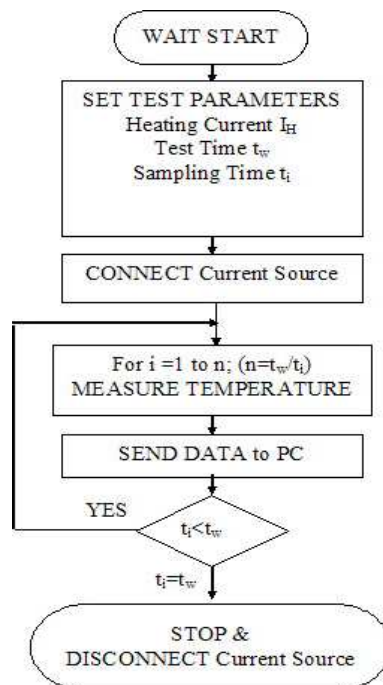 WAIT START
SET TEST PARAMETERS
Heating Current I_H
Test Time t_w
Sampling Time t_i
CONNECT Current Source
For i =1 to n; (n=t_w/t_i)
MEASURE TEMPERATURE
SEND DATA to PC
YES
t_i<t_w
t_i=t_w
STOP &
DISCONNECT Current Source